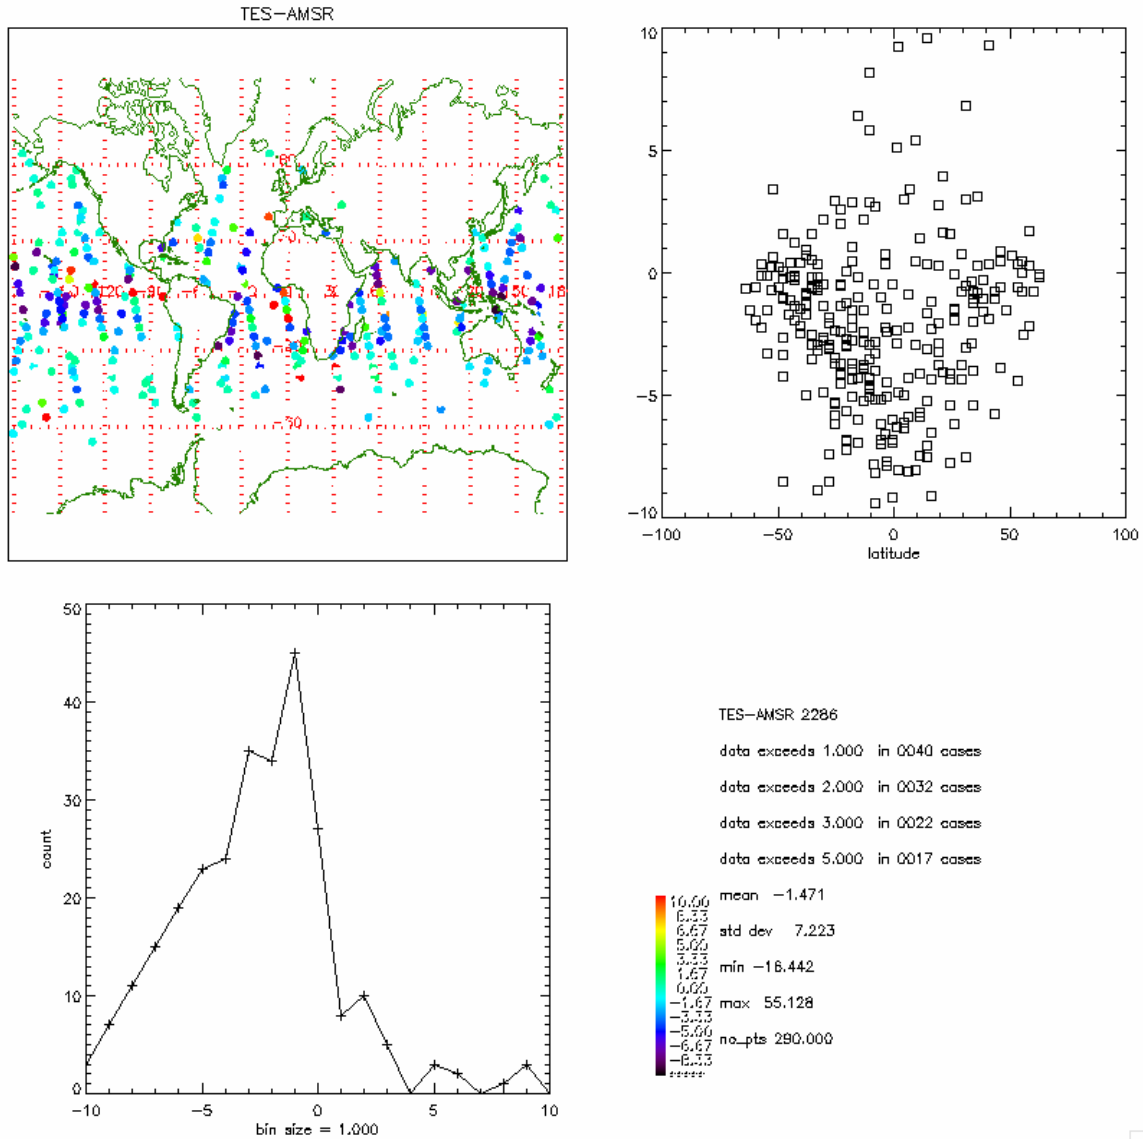 TES-AMSR
60
30
-120
-60
-30
-50
10
5
0
-5
-10
-100
-50
0
50
100
latitude
50
40
30
20
10
0
count
-10
-5
0
5
10
bin size = 1.000
TES-AMSR 2286
data exceeds 1.000 in 0040 cases
data exceeds 2.000 in 0032 cases
data exceeds 3.000 in 0022 cases
data exceeds 5.000 in 0017 cases
mean -1.471
std dev 7.223
min -16.442
max 55.128
no_pts 290.000
10.00
8.33
6.67
5.00
3.33
1.67
0.00
-1.67
-3.33
-5.00
-6.67
-8.33